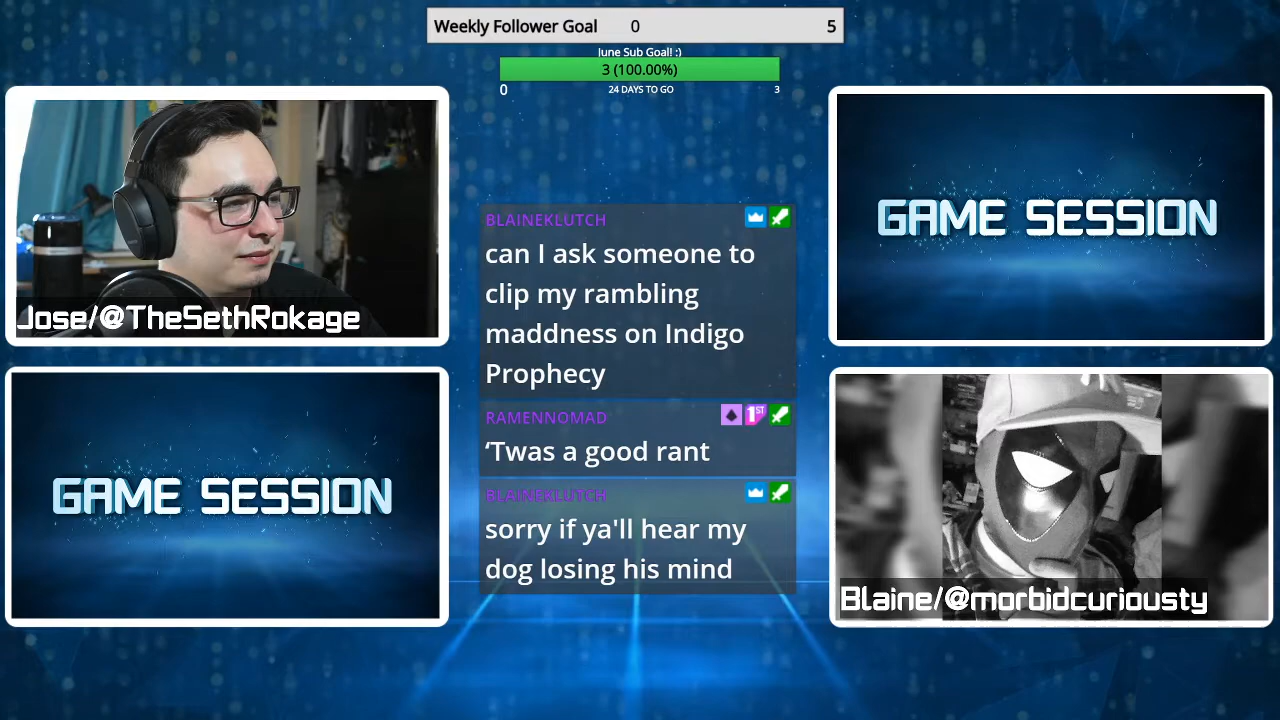 Weekly Follower Goal 0 5
June Sub Goal! :)
3 (100.00%)
0 24 DAYS TO GO 3
Jose/@TheSethRokage
GAME SESSION
BLAINEKLUTCH
can I ask someone to
clip my rambling
maddness on Indigo
Prophecy
RAMENNOMAD 1ST
‘Twas a good rant
BLAINEKLUTCH
sorry if ya'll hear my
dog losing his mind
GAME SESSION
Blaine/@morbidcuriousty